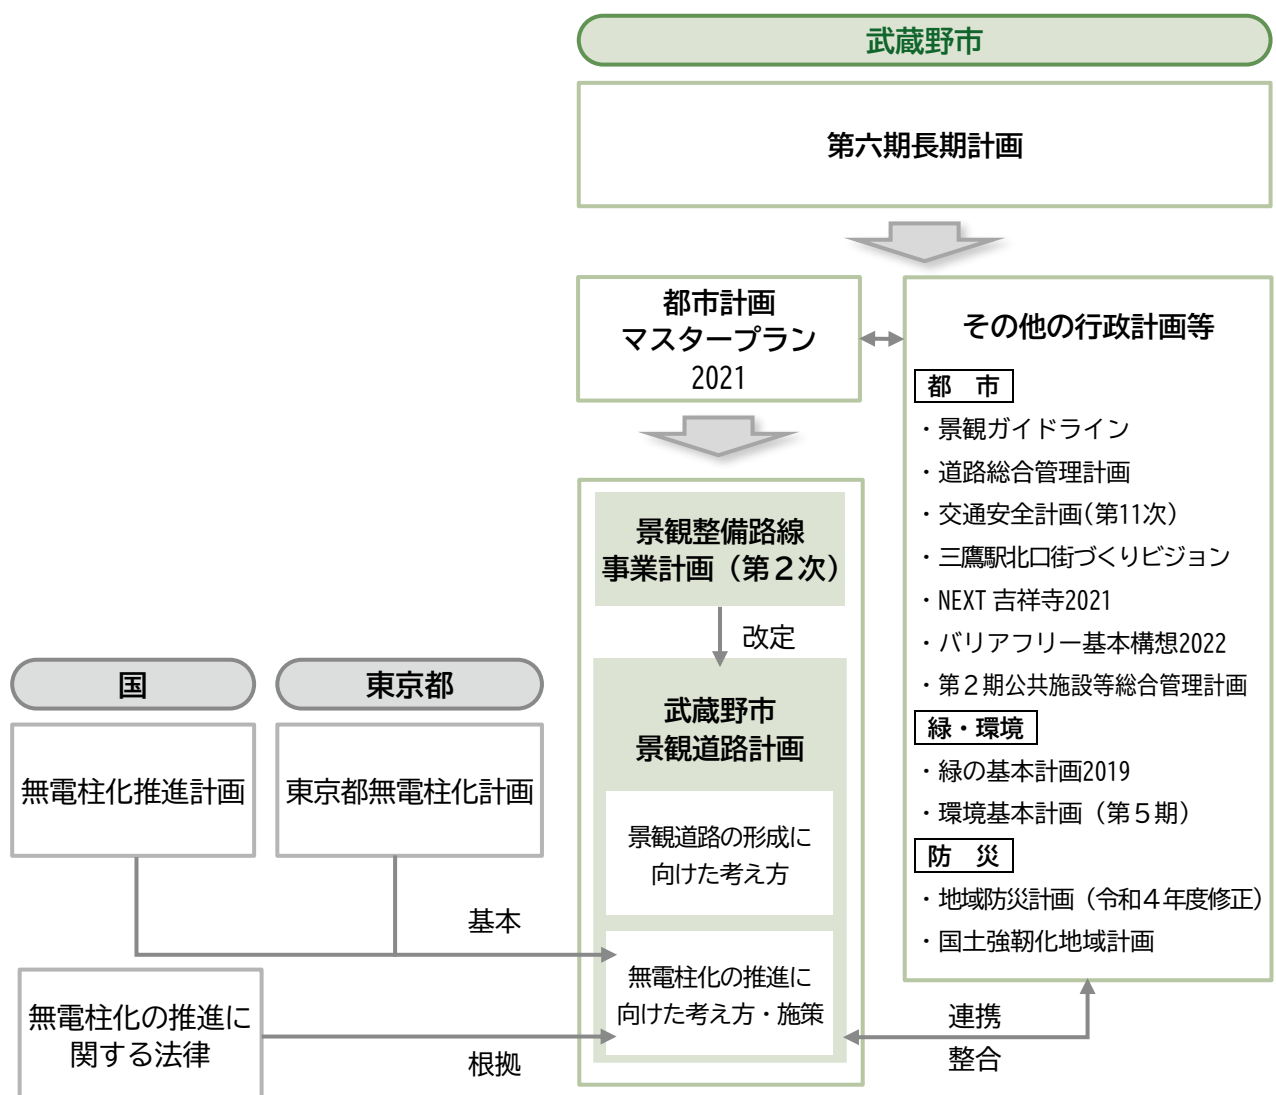 武蔵野市
第六期長期計画
都市計画
マスタープラン
2021
その他の行政計画等
都　市
・景観ガイドライン
・道路総合管理計画
・交通安全計画(第11次)
・三鷹駅北口街づくりビジョン
・NEXT 吉祥寺2021
・バリアフリー基本構想2022
・第２期公共施設等総合管理計画
緑・環境
・緑の基本計画2019
・環境基本計画（第５期）
防　災
・地域防災計画（令和４年度修正）
・国土強靭化地域計画
景観整備路線
事業計画（第２次）
改定
武蔵野市
景観道路計画
景観道路の形成に
向けた考え方
無電柱化の推進に
向けた考え方・施策
国
無電柱化推進計画
東京都
東京都無電柱化計画
基本
無電柱化の推進に
関する法律
根拠
連携
整合